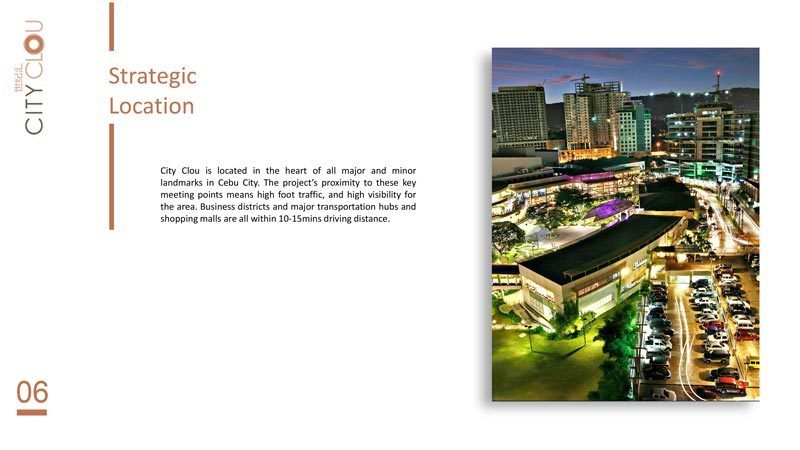 CITY CLOU
Strategic
Location
City Clou is located in the heart of all major and minor
landmarks in Cebu City. The project's proximity to these key
meeting points means high foot traffic, and high visibility for
the area. Business districts and major transportation hubs and
shopping malls are all within 10-15mins driving distance.
06